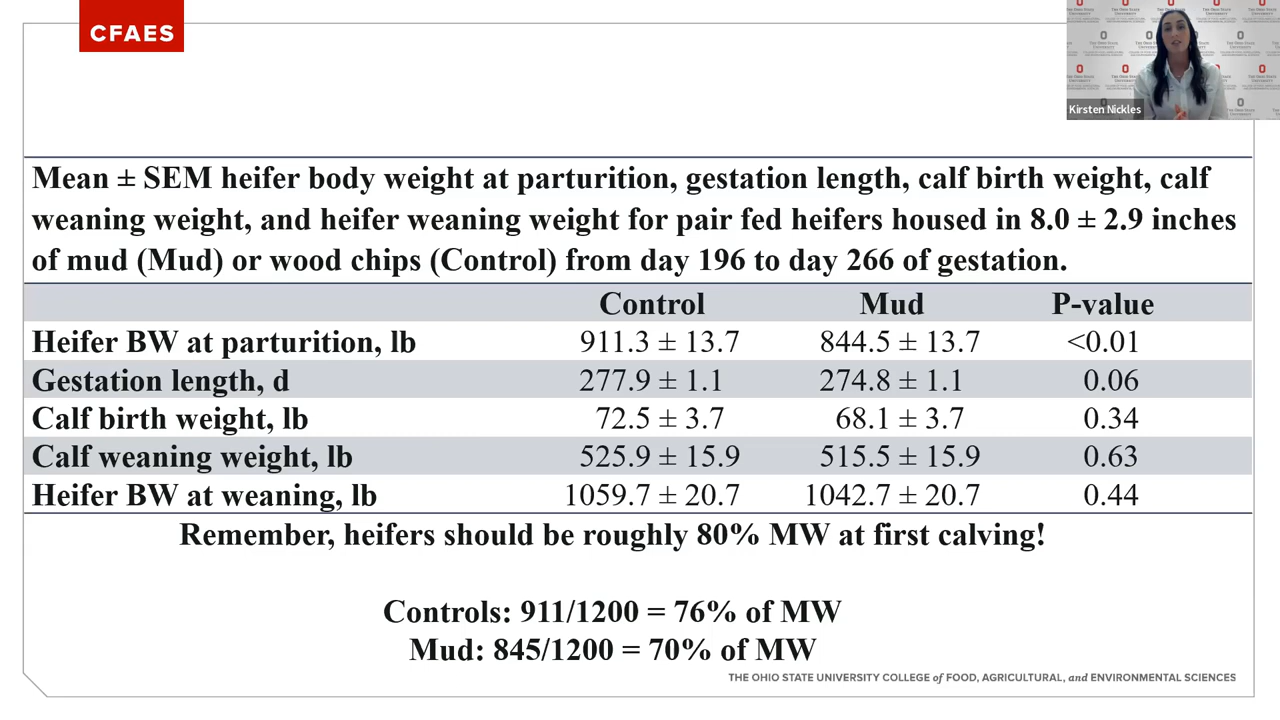 CFAES
Kirsten Nickles
Mean ± SEM heifer body weight at parturition, gestation length, calf birth weight, calf
weaning weight, and heifer weaning weight for pair fed heifers housed in 8.0 ± 2.9 inches
of mud (Mud) or wood chips (Control) from day 196 to day 266 of gestation.
Control Mud P-value
Heifer BW at parturition, lb 911.3 ± 13.7 844.5 ± 13.7 <0.01
Gestation length, d 277.9 ± 1.1 274.8 ± 1.1 0.06
Calf birth weight, lb 72.5 ± 3.7 68.1 ± 3.7 0.34
Calf weaning weight, lb 525.9 ± 15.9 515.5 ± 15.9 0.63
Heifer BW at weaning, lb 1059.7 ± 20.7 1042.7 ± 20.7 0.44
Remember, heifers should be roughly 80% MW at first calving!
Controls: 911/1200 = 76% of MW
Mud: 845/1200 = 70% of MW
THE OHIO STATE UNIVERSITY COLLEGE of FOOD, AGRICULTURAL, and ENVIRONMENTAL SCIENCES